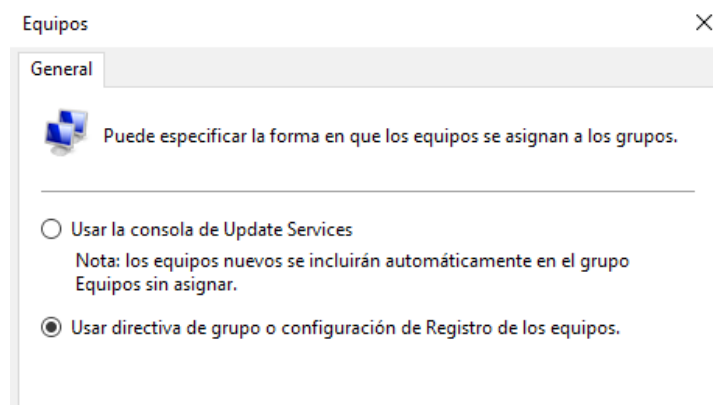 Equipos
General
Puede especificar la forma en que los equipos se asignan a los grupos.
Usar la consola de Update Services
Nota: los equipos nuevos se incluirán automáticamente en el grupo
Equipos sin asignar.
Usar directiva de grupo o configuración de Registro de los equipos.